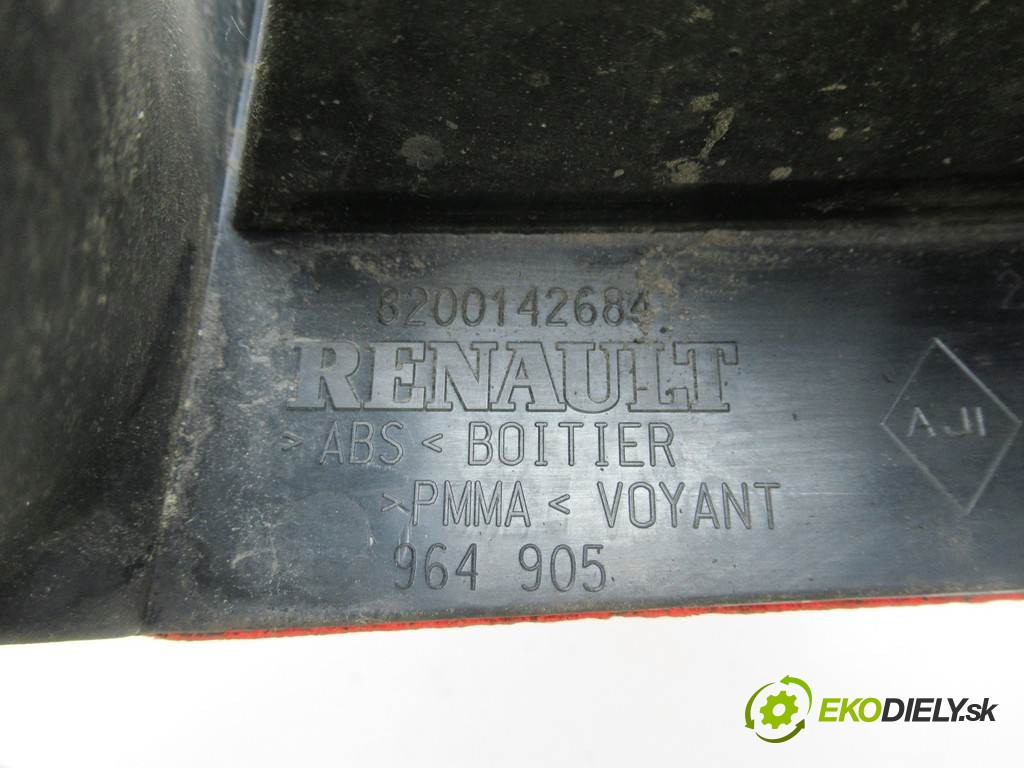 8200142684
RENAULT
>ABS< BOITIER
>PMMA< VOYANT
964 905
AJI
EKODIELY.sk